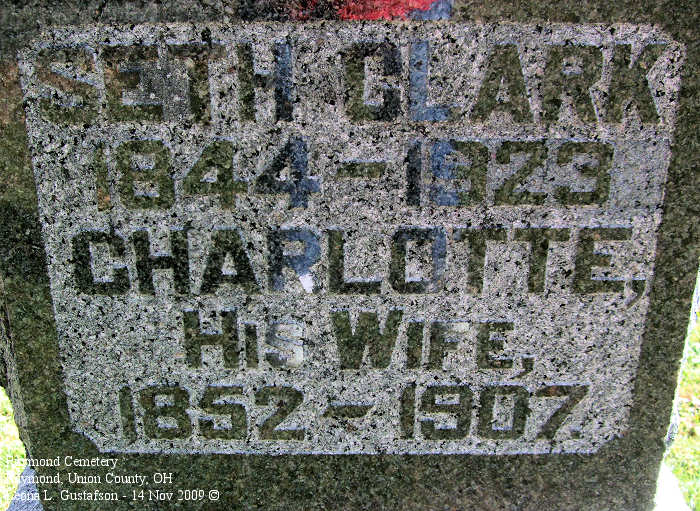 SETH CLARK
1844 – 1923
CHARLOTTE,
HIS WIFE,
1852 – 1907.
Raymond Cemetery
Raymond, Union County, OH
Leona L. Gustafson - 14 Nov 2009 ©